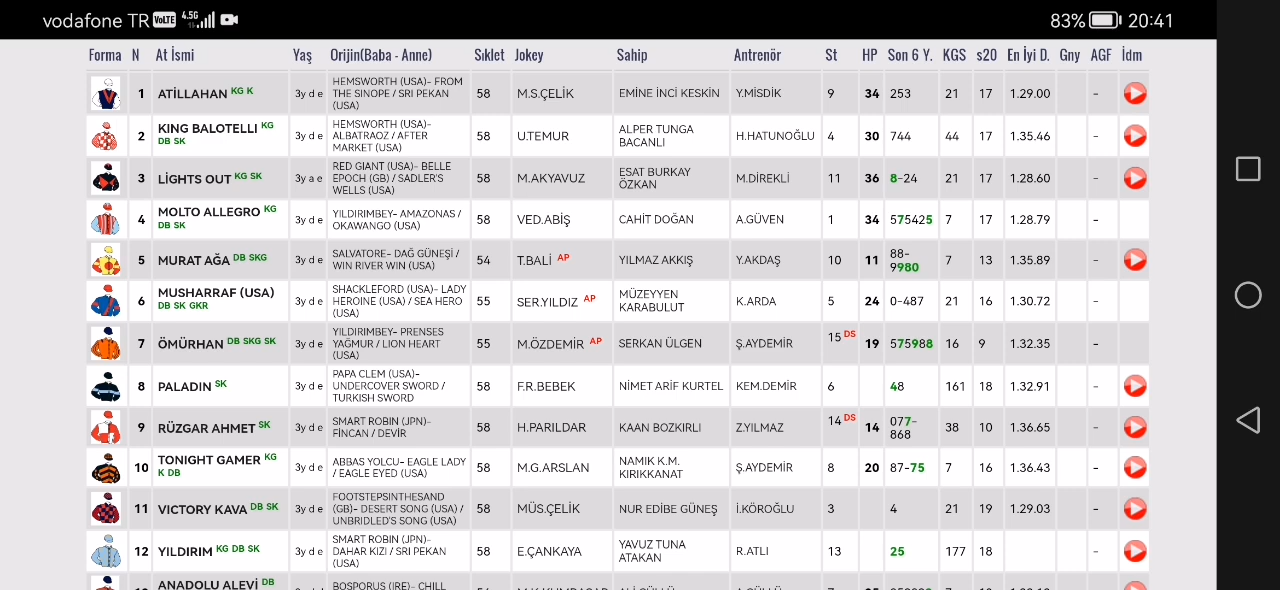 vodafone TR VoLTE 4.5G 83% 20:41
Forma N At İsmi Yaş Orijin(Baba - Anne) Sıklet Jokey Sahip Antrenör St HP Son 6 Y. KGS s20 En İyi D. Gny AGF İdm
1 ATİLLAHAN KG K 3y d e HEMSWORTH (USA)- FROM THE SINOPE / SRI PEKAN (USA) 58 M.S.ÇELİK EMİNE İNCİ KESKİN Y.MİSDİK 9 34 253 21 17 1.29.00 -
2 KING BALOTELLI KG DB SK 3y d e HEMSWORTH (USA)- ALBATRAOZ / AFTER MARKET (USA) 58 U.TEMUR ALPER TUNGA BACANLI H.HATUNOĞLU 4 30 744 44 17 1.35.46 -
3 LİGHTS OUT KG SK 3y a e RED GIANT (USA)- BELLE EPOCH (GB) / SADLER'S WELLS (USA) 58 M.AKYAVUZ ESAT BURKAY ÖZKAN M.DİREKLİ 11 36 8-24 21 17 1.28.60 -
4 MOLTO ALLEGRO KG DB SK 3y d e YILDIRIMBEY- AMAZONAS / OKAWANGO (USA) 58 VED.ABİŞ CAHİT DOĞAN A.GÜVEN 1 34 575425 7 17 1.28.79 -
5 MURAT AĞA DB SKG 3y d e SALVATORE- DAĞ GÜNEŞİ / WIN RIVER WIN (USA) 54 T.BALİ AP YILMAZ AKKIŞ Y.AKDAŞ 10 11 88-9980 7 13 1.35.89 -
6 MUSHARRAF (USA) DB SK GKR 3y d e SHACKLEFORD (USA)- LADY HEROINE (USA) / SEA HERO (USA) 55 SER.YILDIZ AP MÜZEYYEN KARABULUT K.ARDA 5 24 0-487 21 16 1.30.72 -
7 ÖMÜRHAN DB SKG SK 3y d e YILDIRIMBEY- PRENSES YAĞMUR / LION HEART (USA) 55 M.ÖZDEMİR AP SERKAN ÜLGEN Ş.AYDEMİR 15 DS 19 575988 16 9 1.32.35 -
8 PALADIN SK 3y d e PAPA CLEM (USA)- UNDERCOVER SWORD / TURKISH SWORD 58 F.R.BEBEK NİMET ARİF KURTEL KEM.DEMİR 6 48 161 18 1.32.91 -
9 RÜZGAR AHMET SK 3y d e SMART ROBIN (JPN)- FİNCAN / DEVİR 58 H.PARILDAR KAAN BOZKIRLI Z.YILMAZ 14 DS 14 077-868 38 10 1.36.65 -
10 TONIGHT GAMER KG K DB 3y d e ABBAS YOLCU- EAGLE LADY / EAGLE EYED (USA) 58 M.G.ARSLAN NAMIK K.M. KIRIKKANAT Ş.AYDEMİR 8 20 87-75 7 16 1.36.43 -
11 VICTORY KAVA DB SK 3y d e FOOTSTEPSINTHESAND (GB)- DESERT SONG (USA) / UNBRIDLED'S SONG (USA) 58 MÜS.ÇELİK NUR EDİBE GÜNEŞ İ.KÖROĞLU 3 4 21 19 1.29.03 -
12 YILDIRIM KG DB SK 3y d e SMART ROBIN (JPN)- DAHAR KIZI / SRI PEKAN (USA) 58 E.ÇANKAYA YAVUZ TUNA ATAKAN R.ATLI 13 25 177 18 -
ANADOLU ALEVİ DB BOSPORUS (IRE)- CHILL